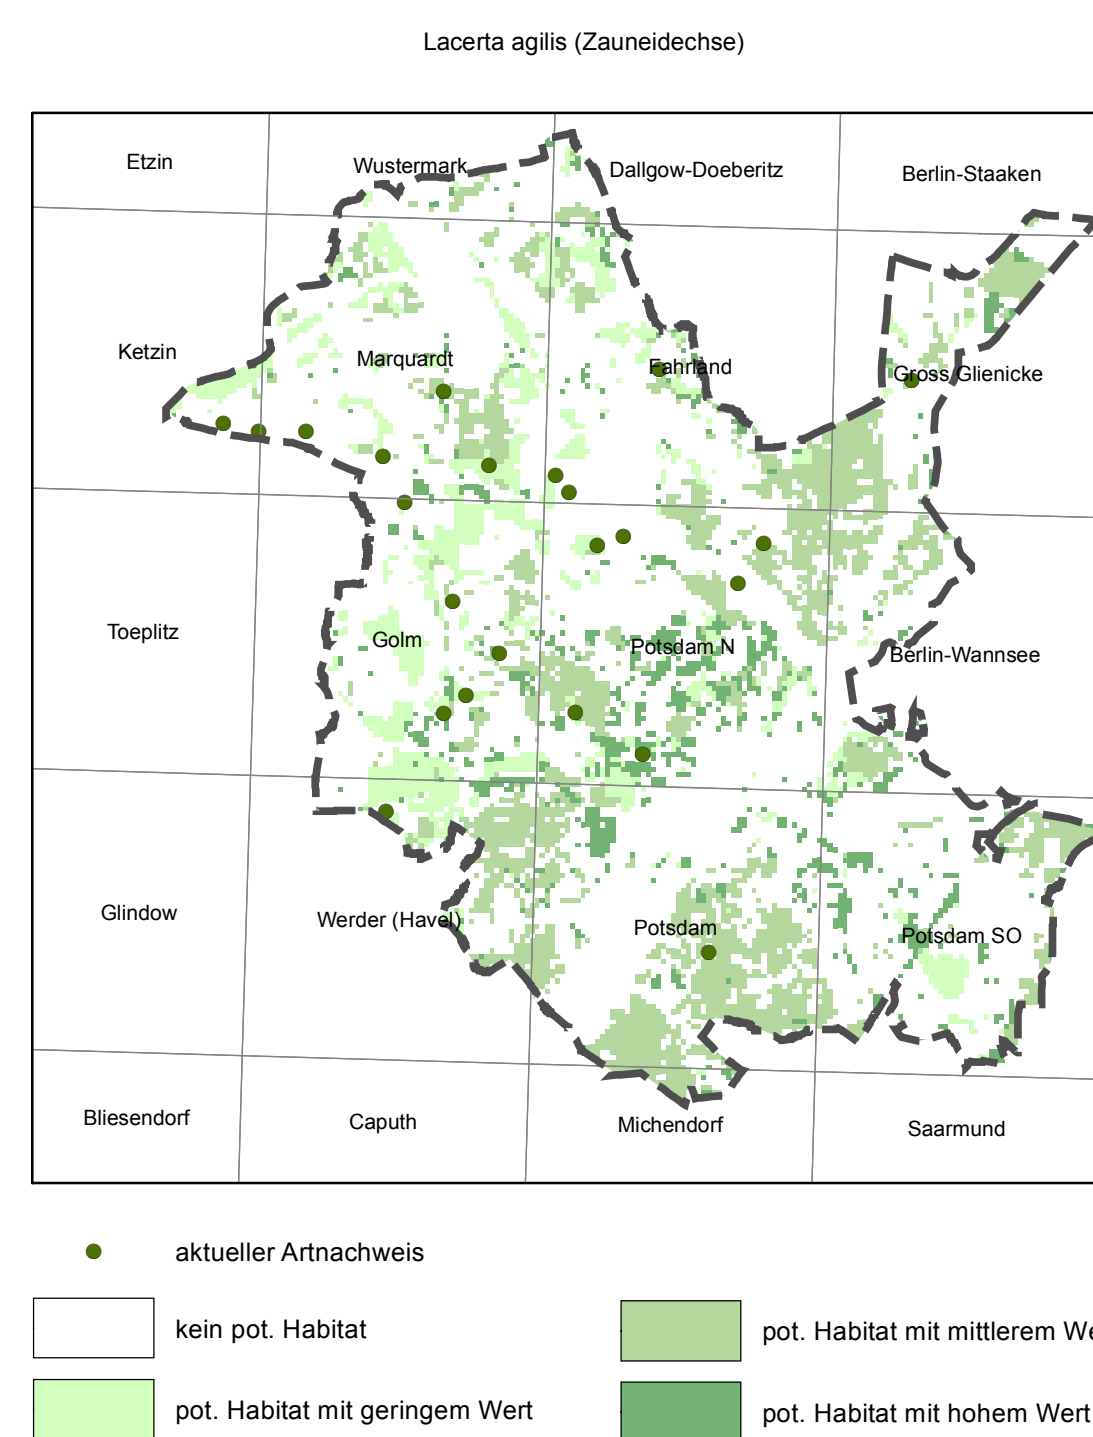 Lacerta agilis (Zauneidechse)
Etzin
Wustermark
Dallgow-Doeberitz
Berlin-Staaken
Ketzin
Marquardt
Fahrland
Gross Glienicke
Toeplitz
Golm
Potsdam N
Berlin-Wannsee
Glindow
Werder (Havel)
Potsdam
Potsdam SO
Bliesendorf
Caputh
Michendorf
Saarmund
aktueller Artnachweis
kein pot. Habitat
pot. Habitat mit mittlerem We
pot. Habitat mit geringem Wert
pot. Habitat mit hohem Wert